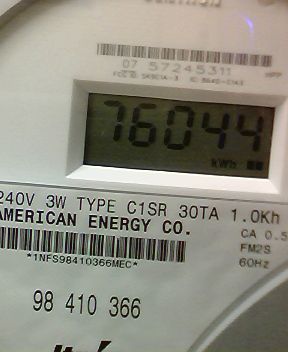 07 57245311
76044
kWh
240V 3W TYPE C1SR 30TA 1.0Kh
AMERICAN ENERGY CO.
CA 0.5
*1NFS98410366MEC*
FM2S
60Hz
98 410 366